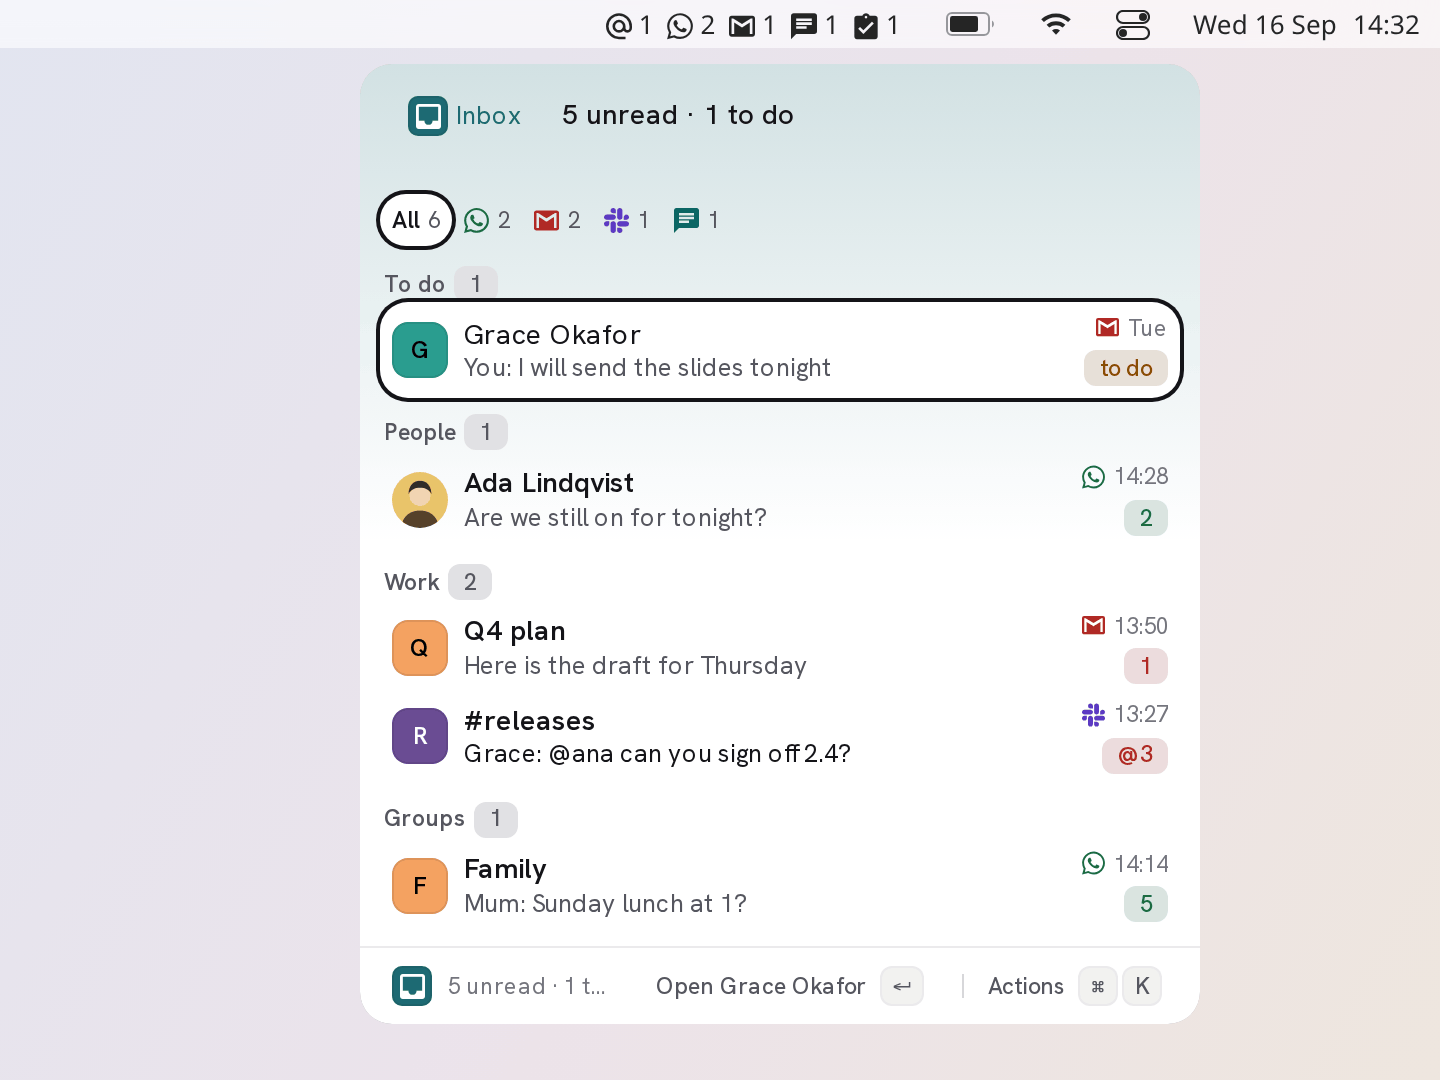 1 2 1 1 1 Wed 16 Sep 14:32
Inbox 5 unread · 1 to do
All 6 2 2 1 1
To do 1
G Grace Okafor Tue
You: I will send the slides tonight to do
People 1
Ada Lindqvist 14:28
Are we still on for tonight? 2
Work 2
Q Q4 plan 13:50
Here is the draft for Thursday 1
R #releases 13:27
Grace: @ana can you sign off 2.4? @3
Groups 1
F Family 14:14
Mum: Sunday lunch at 1? 5
5 unread · 1 t… Open Grace Okafor ↵ Actions ⌘ K